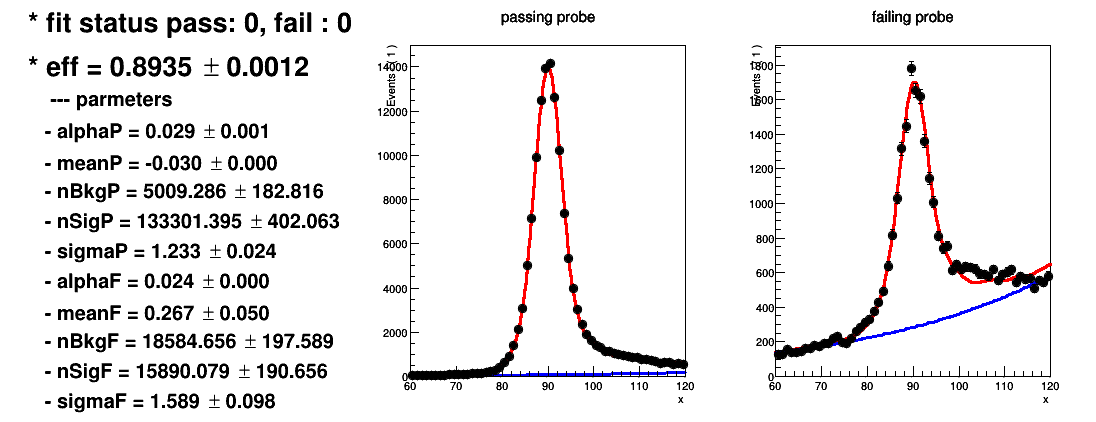 * fit status pass: 0, fail : 0
* eff = 0.8935 ± 0.0012
--- parmeters
- alphaP = 0.029 ± 0.001
- meanP = -0.030 ± 0.000
- nBkgP = 5009.286 ± 182.816
- nSigP = 133301.395 ± 402.063
- sigmaP = 1.233 ± 0.024
- alphaF = 0.024 ± 0.000
- meanF = 0.267 ± 0.050
- nBkgF = 18584.656 ± 197.589
- nSigF = 15890.079 ± 190.656
- sigmaF = 1.589 ± 0.098
passing probe
14000
12000
10000
8000
6000
4000
2000
0
60 70 80 90 100 110 120
x
failing probe
1800
1600
1400
1200
1000
800
600
400
200
0
60 70 80 90 100 110 120
x